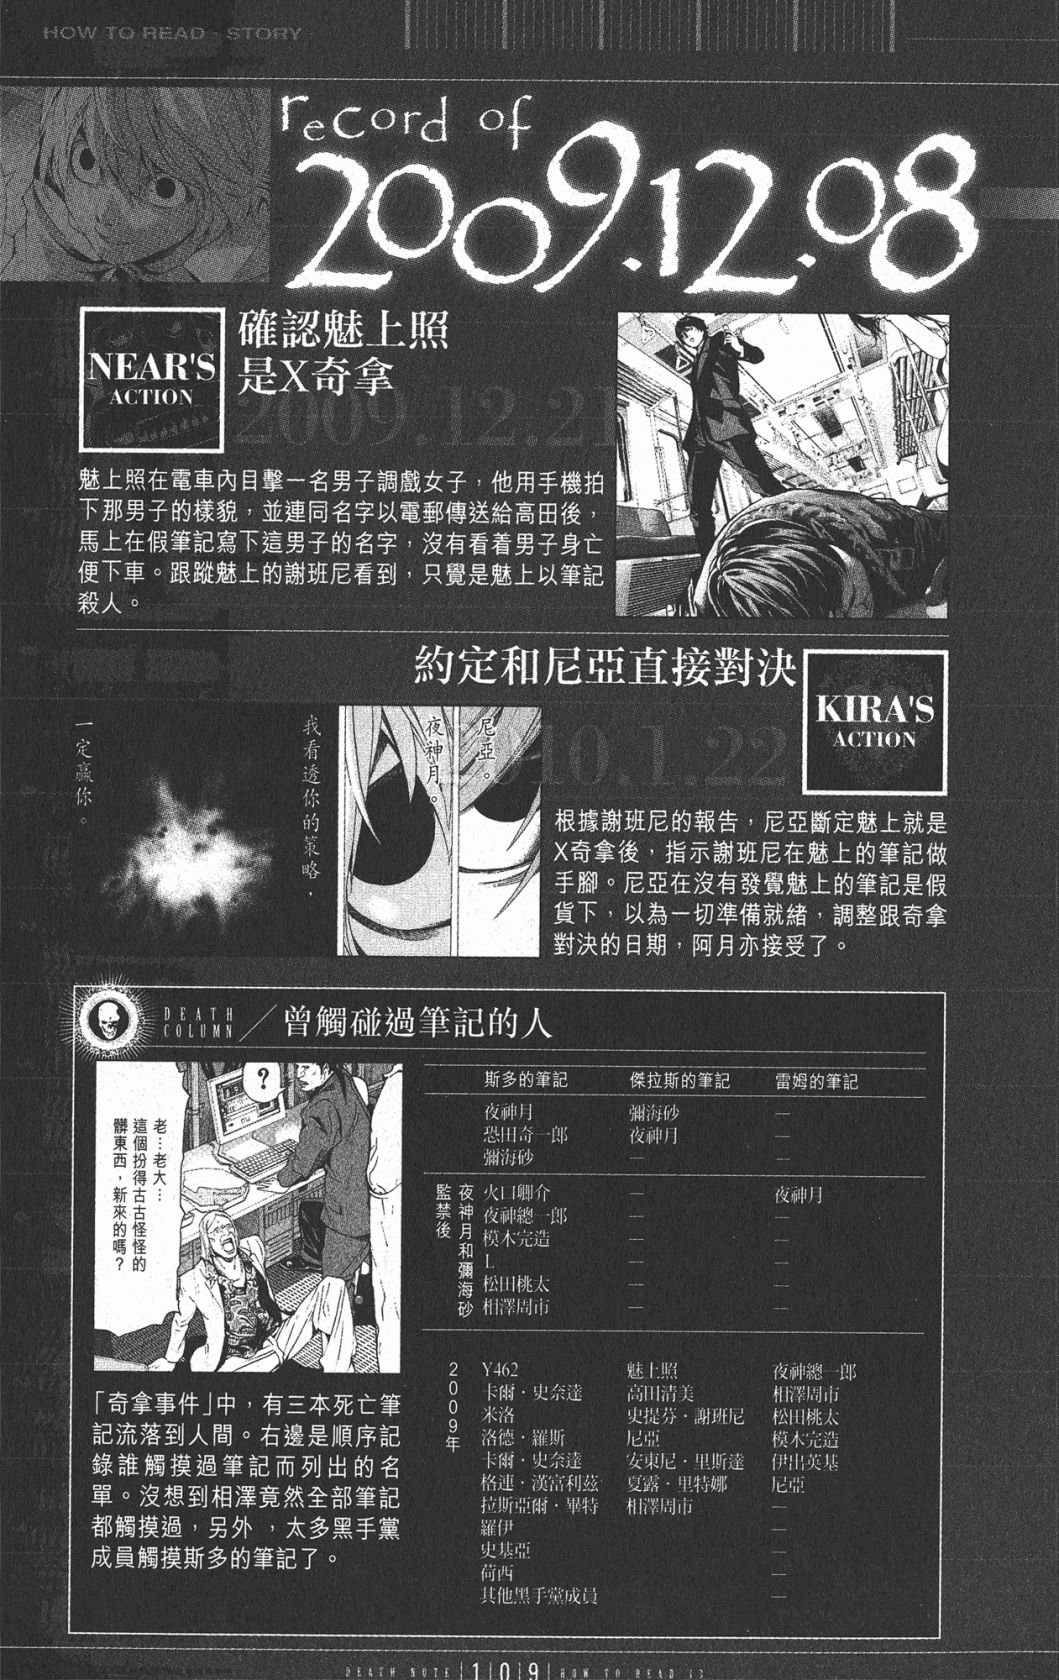 HOW TO READ · STORY ·
record of
2009.12.08
NEAR'S
ACTION
確認魅上照
是X奇拿
2009.12.21
魅上照在電車內目擊一名男子調戲女子，他用手機拍
下那男子的樣貌，並連同名字以電郵傳送給高田後，
馬上在假筆記寫下這男子的名字，沒有看着男子身亡
便下車。跟蹤魅上的謝班尼看到，只覺是魅上以筆記
殺人。
約定和尼亞直接對決
KIRA'S
ACTION
2010.1.22
尼亞。
夜神月。
我看透你的策略，
一定贏你。
根據謝班尼的報告，尼亞斷定魅上就是
X奇拿後，指示謝班尼在魅上的筆記做
手腳。尼亞在沒有發覺魅上的筆記是假
貨下，以為一切準備就緒，調整跟奇拿
對決的日期，阿月亦接受了。
DEATH
COLUMN
／曾觸碰過筆記的人
?
老…老大…
這個扮得古古怪怪的
髒東西，新來的嗎？
「奇拿事件」中，有三本死亡筆
記流落到人間。右邊是順序記
錄誰觸摸過筆記而列出的名
單。沒想到相澤竟然全部筆記
都觸摸過，另外，太多黑手黨
成員觸摸斯多的筆記了。
斯多的筆記 傑拉斯的筆記 雷姆的筆記
夜神月 彌海砂 —
恐田奇一郎 夜神月 —
彌海砂 — —
夜神月和彌海砂
監禁後
火口卿介 — 夜神月
夜神總一郎 — —
模木完造 — —
L — —
松田桃太 — —
相澤周市 — —
2009年
Y462 魅上照 夜神總一郎
卡爾·史奈達 高田清美 相澤周市
米洛 史提芬·謝班尼 松田桃太
洛德·羅斯 尼亞 模木完造
卡爾·史奈達 安東尼·里斯達 伊出英基
格連·漢富利茲 夏露·里特娜 尼亞
拉斯亞爾·畢特 相澤周市 —
羅伊 —
史基亞 —
荷西 —
其他黑手黨成員 —
DEATH NOTE 109 HOW TO READ 13